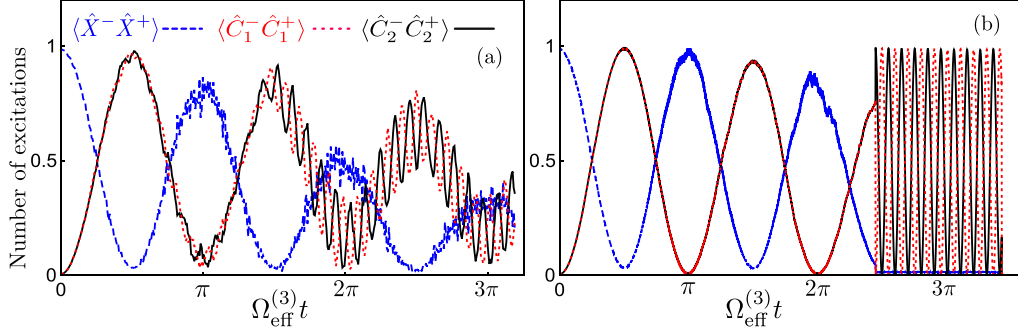 ⟨X̂⁻X̂⁺⟩ ⟨Ĉ₁⁻Ĉ₁⁺⟩ ⟨Ĉ₂⁻Ĉ₂⁺⟩
(a)
(b)
Number of excitations
1
0.5
0
0 π 2π 3π
Ω_eff^(3) t
1
0.5
0
0 π 2π 3π
Ω_eff^(3) t